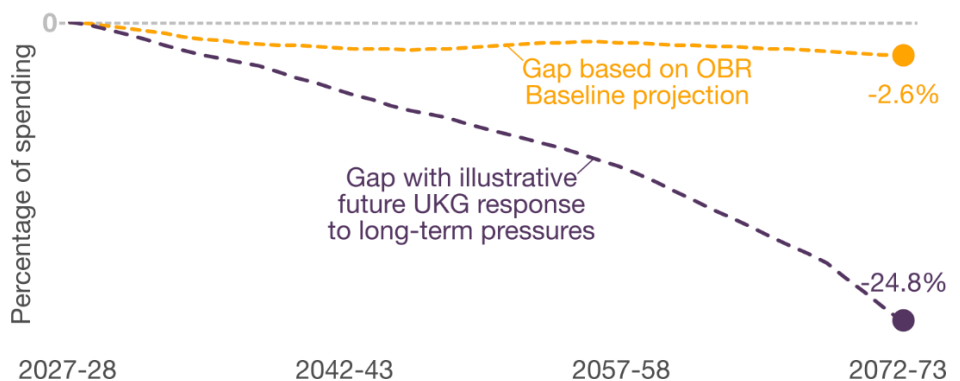 0
Percentage of spending
Gap based on OBR
Baseline projection
-2.6%
Gap with illustrative
future UKG response
to long-term pressures
-24.8%
2027-28
2042-43
2057-58
2072-73